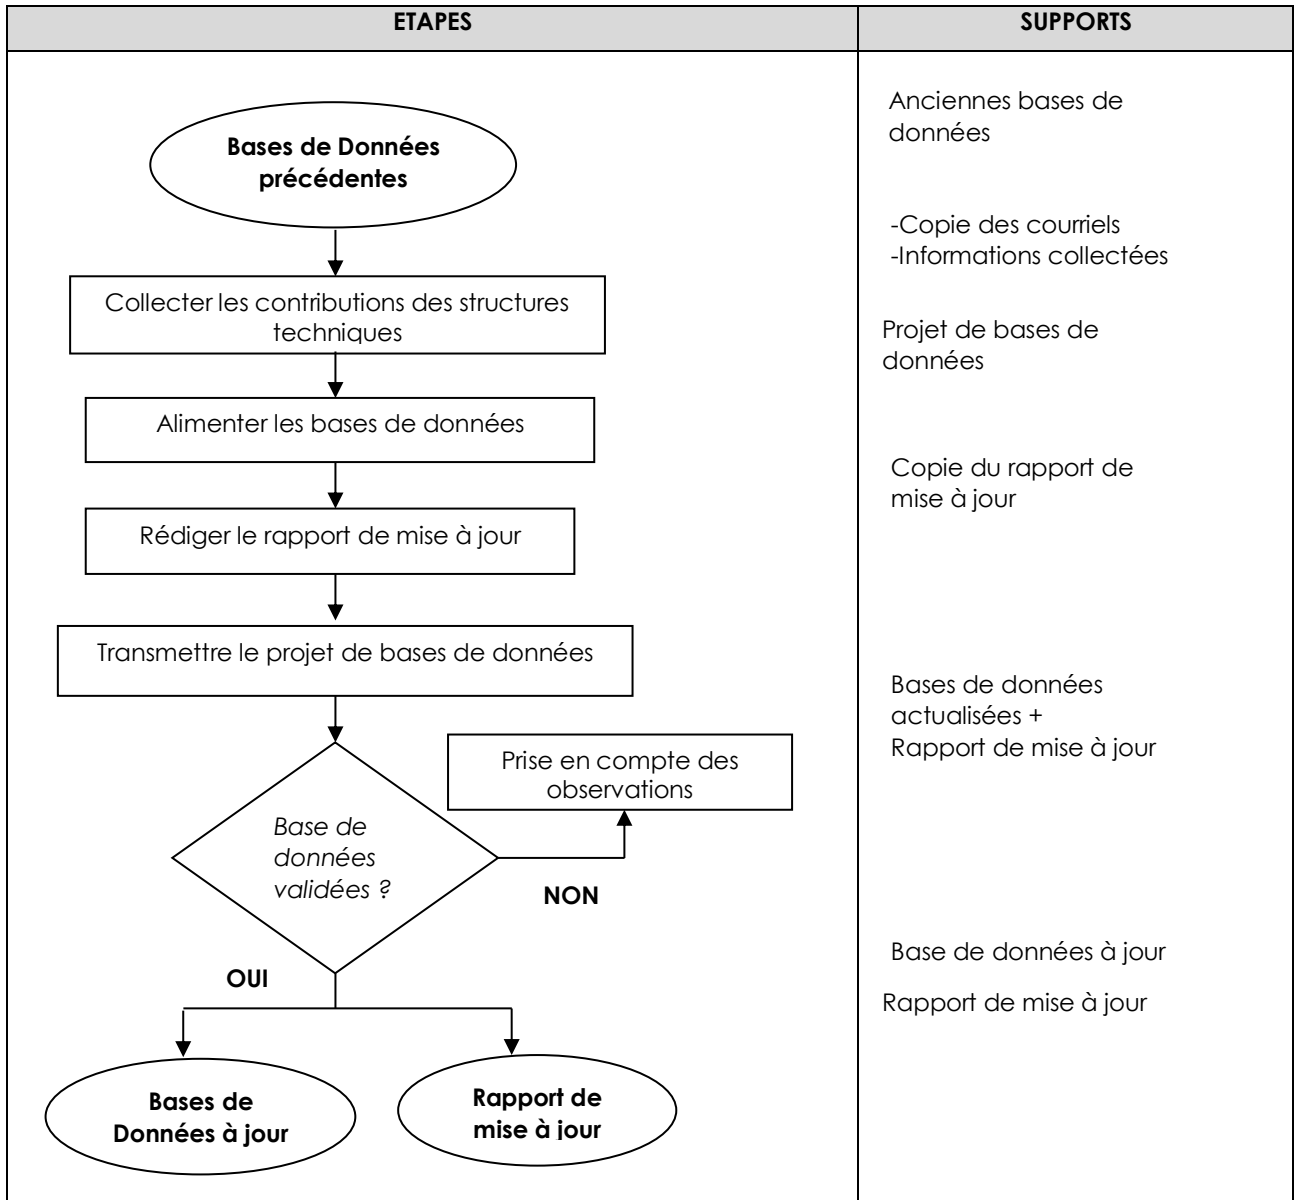 ETAPES
SUPPORTS
Bases de Données
précédentes
Collecter les contributions des structures
techniques
Alimenter les bases de données
Rédiger le rapport de mise à jour
Transmettre le projet de bases de données
Prise en compte des
observations
Base de
données
validées ?
NON
OUI
Bases de
Données à jour
Rapport de
mise à jour
Anciennes bases de
données
-Copie des courriels
-Informations collectées
Projet de bases de
données
Copie du rapport de
mise à jour
Bases de données
actualisées +
Rapport de mise à jour
Base de données à jour
Rapport de mise à jour